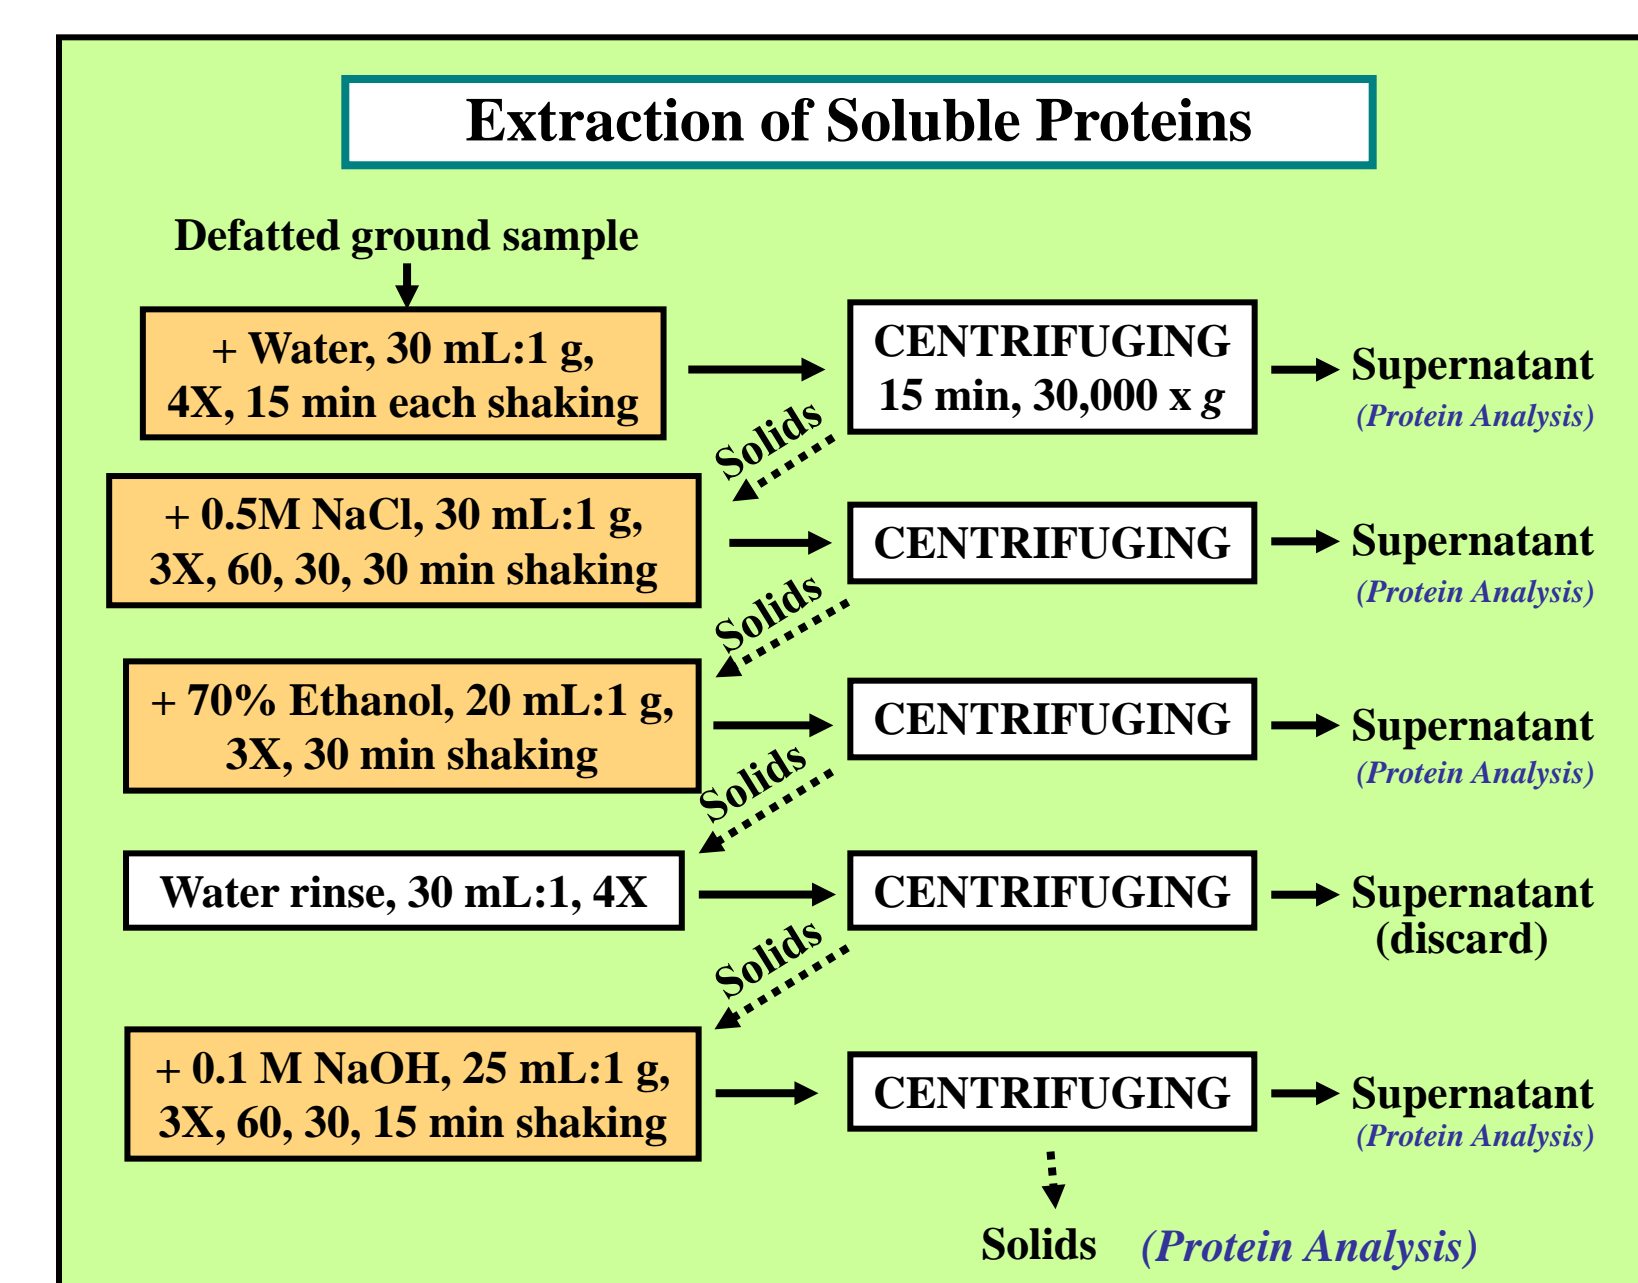 Extraction of Soluble Proteins
Defatted ground sample
+ Water, 30 mL:1 g,
4X, 15 min each shaking
CENTRIFUGING
15 min, 30,000 x g
Supernatant
(Protein Analysis)
Solids
+ 0.5M NaCl, 30 mL:1 g,
3X, 60, 30, 30 min shaking
CENTRIFUGING
Supernatant
(Protein Analysis)
Solids
+ 70% Ethanol, 20 mL:1 g,
3X, 30 min shaking
CENTRIFUGING
Supernatant
(Protein Analysis)
Solids
Water rinse, 30 mL:1, 4X
CENTRIFUGING
Supernatant
(discard)
Solids
+ 0.1 M NaOH, 25 mL:1 g,
3X, 60, 30, 15 min shaking
CENTRIFUGING
Supernatant
(Protein Analysis)
Solids (Protein Analysis)